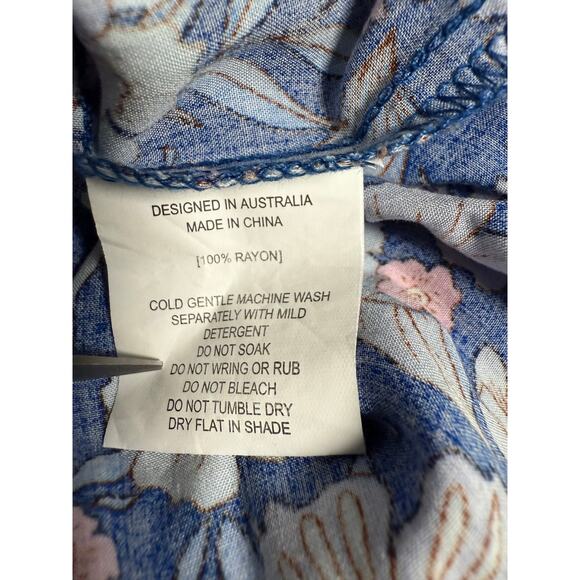 DESIGNED IN AUSTRALIA
MADE IN CHINA
[100% RAYON]
COLD GENTLE MACHINE WASH
SEPARATELY WITH MILD
DETERGENT
DO NOT SOAK
DO NOT WRING OR RUB
DO NOT BLEACH
DO NOT TUMBLE DRY
DRY FLAT IN SHADE